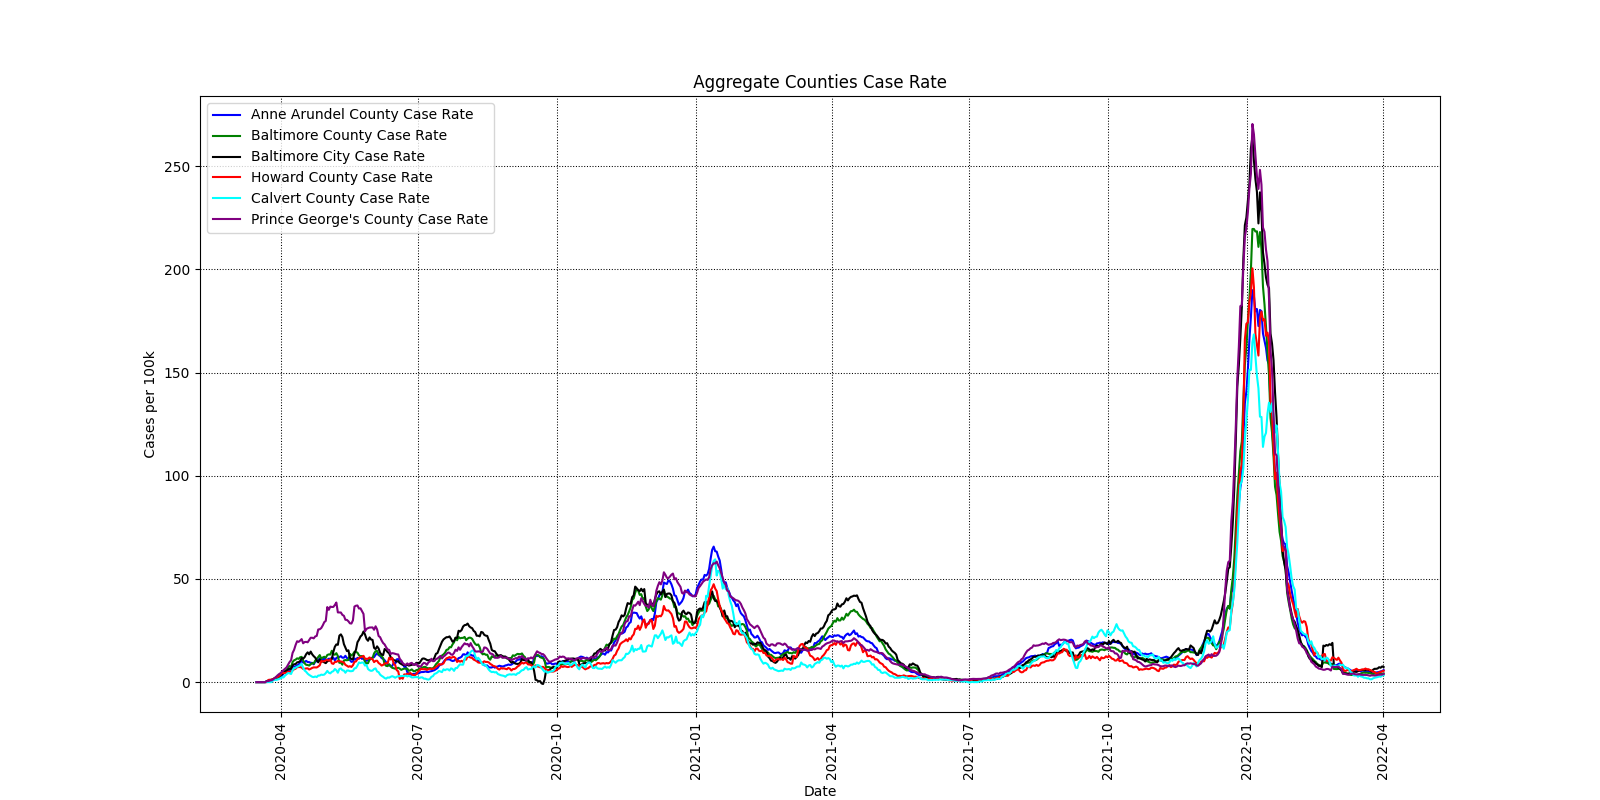 Aggregate Counties Case Rate
Anne Arundel County Case Rate
Baltimore County Case Rate
Baltimore City Case Rate
Howard County Case Rate
Calvert County Case Rate
Prince George's County Case Rate
Cases per 100k
250
200
150
100
50
0
2020-04
2020-07
2020-10
2021-01
2021-04
2021-07
2021-10
2022-01
2022-04
Date